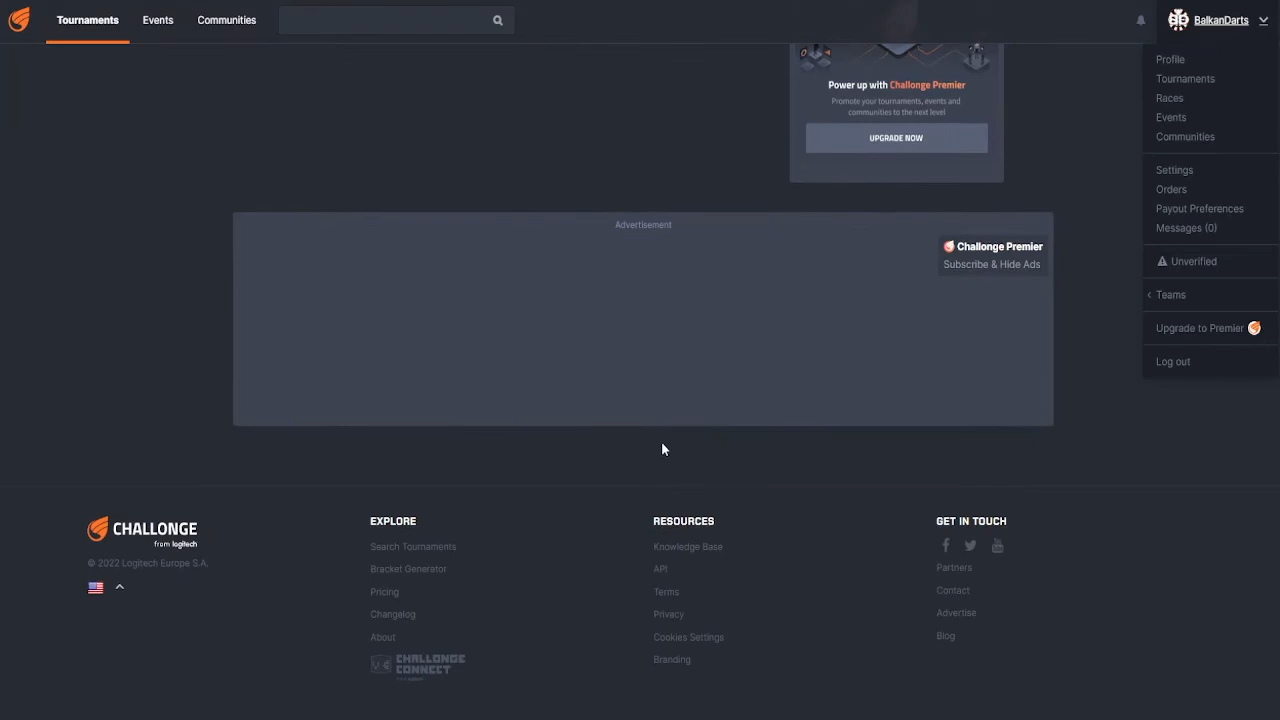 Tournaments
Events
Communities
BalkanDarts
Profile
Tournaments
Races
Events
Communities
Settings
Orders
Payout Preferences
Messages (0)
Unverified
Teams
Upgrade to Premier
Log out
Power up with Challonge Premier
Promote your tournaments, events and
communities to the next level
UPGRADE NOW
Advertisement
Challonge Premier
Subscribe & Hide Ads
CHALLONGE
from logitech
© 2022 Logitech Europe S.A.
EXPLORE
Search Tournaments
Bracket Generator
Pricing
Changelog
About
CHALLONGE
CONNECT
RESOURCES
Knowledge Base
API
Terms
Privacy
Cookies Settings
Branding
GET IN TOUCH
Partners
Contact
Advertise
Blog